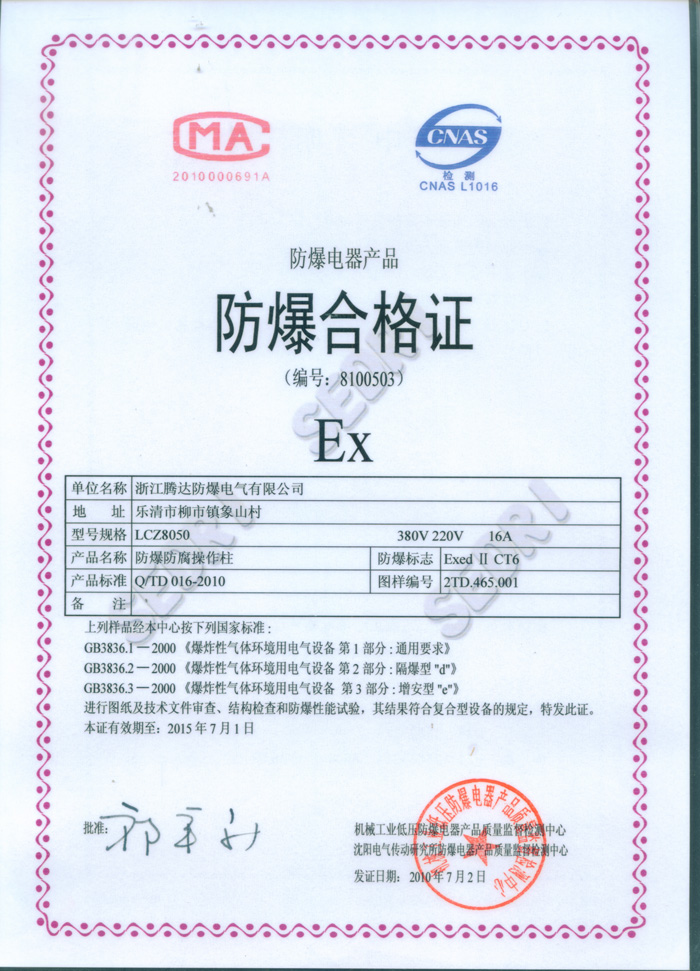 MA
2010000691A
CNAS
检 测
CNAS L1016
防爆电器产品
防爆合格证
（编号：8100503）
Ex
单位名称 浙江腾达防爆电气有限公司
地 址 乐清市柳市镇象山村
型号规格 LCZ8050 380V 220V 16A
产品名称 防爆防腐操作柱 防爆标志 Exed Ⅱ CT6
产品标准 Q/TD 016-2010 图样编号 2TD.465.001
备 注
上列样品经本中心按下列国家标准：
GB3836.1—2000《爆炸性气体环境用电气设备 第1部分：通用要求》
GB3836.2—2000《爆炸性气体环境用电气设备 第2部分：隔爆型"d"》
GB3836.3—2000《爆炸性气体环境用电气设备 第3部分：增安型"e"》
进行图纸及技术文件审查、结构检查和防爆性能试验，其结果符合复合型设备的规定，特发此证。
本证有效期至：2015年7月1日
批准：
机械工业低压防爆电器产品质量监督检测中心
沈阳电气传动研究所防爆电器产品质量监督检测中心
发证日期：2010年7月2日
SEDRI
SEDRI
SEDRI